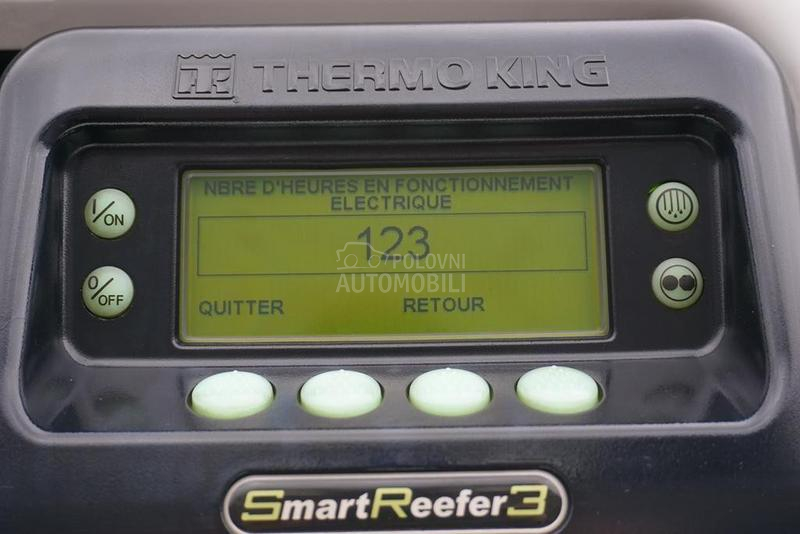 THERMO KING
I/ON
O/OFF
NBRE D'HEURES EN FONCTIONNEMENT
ELECTRIQUE
123
POLOVNI
AUTOMOBILI
QUITTER RETOUR
SmartReefer3